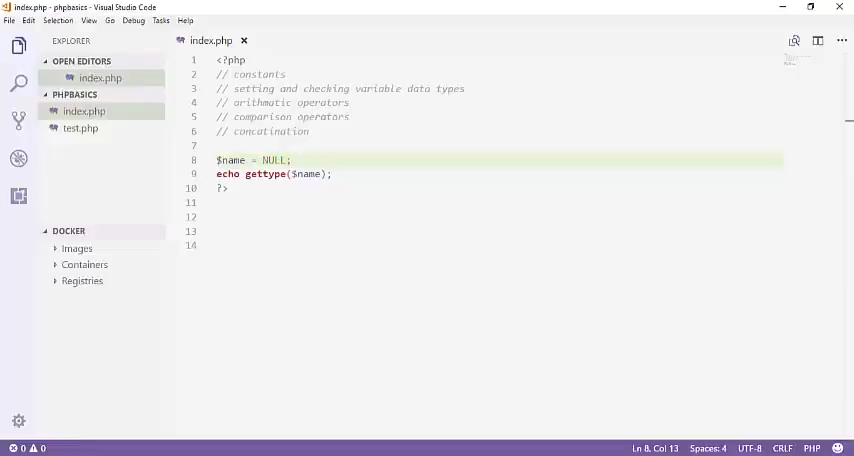 index.php - phpbasics - Visual Studio Code
File Edit Selection View Go Debug Tasks Help
EXPLORER
OPEN EDITORS
index.php
PHPBASICS
index.php
test.php
DOCKER
Images
Containers
Registries
index.php
1 <?php
2 // constants
3 // setting and checking variable data types
4 // arithmatic operators
5 // comparison operators
6 // concatination
7
8 $name = NULL;
9 echo gettype($name);
10 ?>
11
12
13
14
0 0 Ln 8, Col 13 Spaces: 4 UTF-8 CRLF PHP